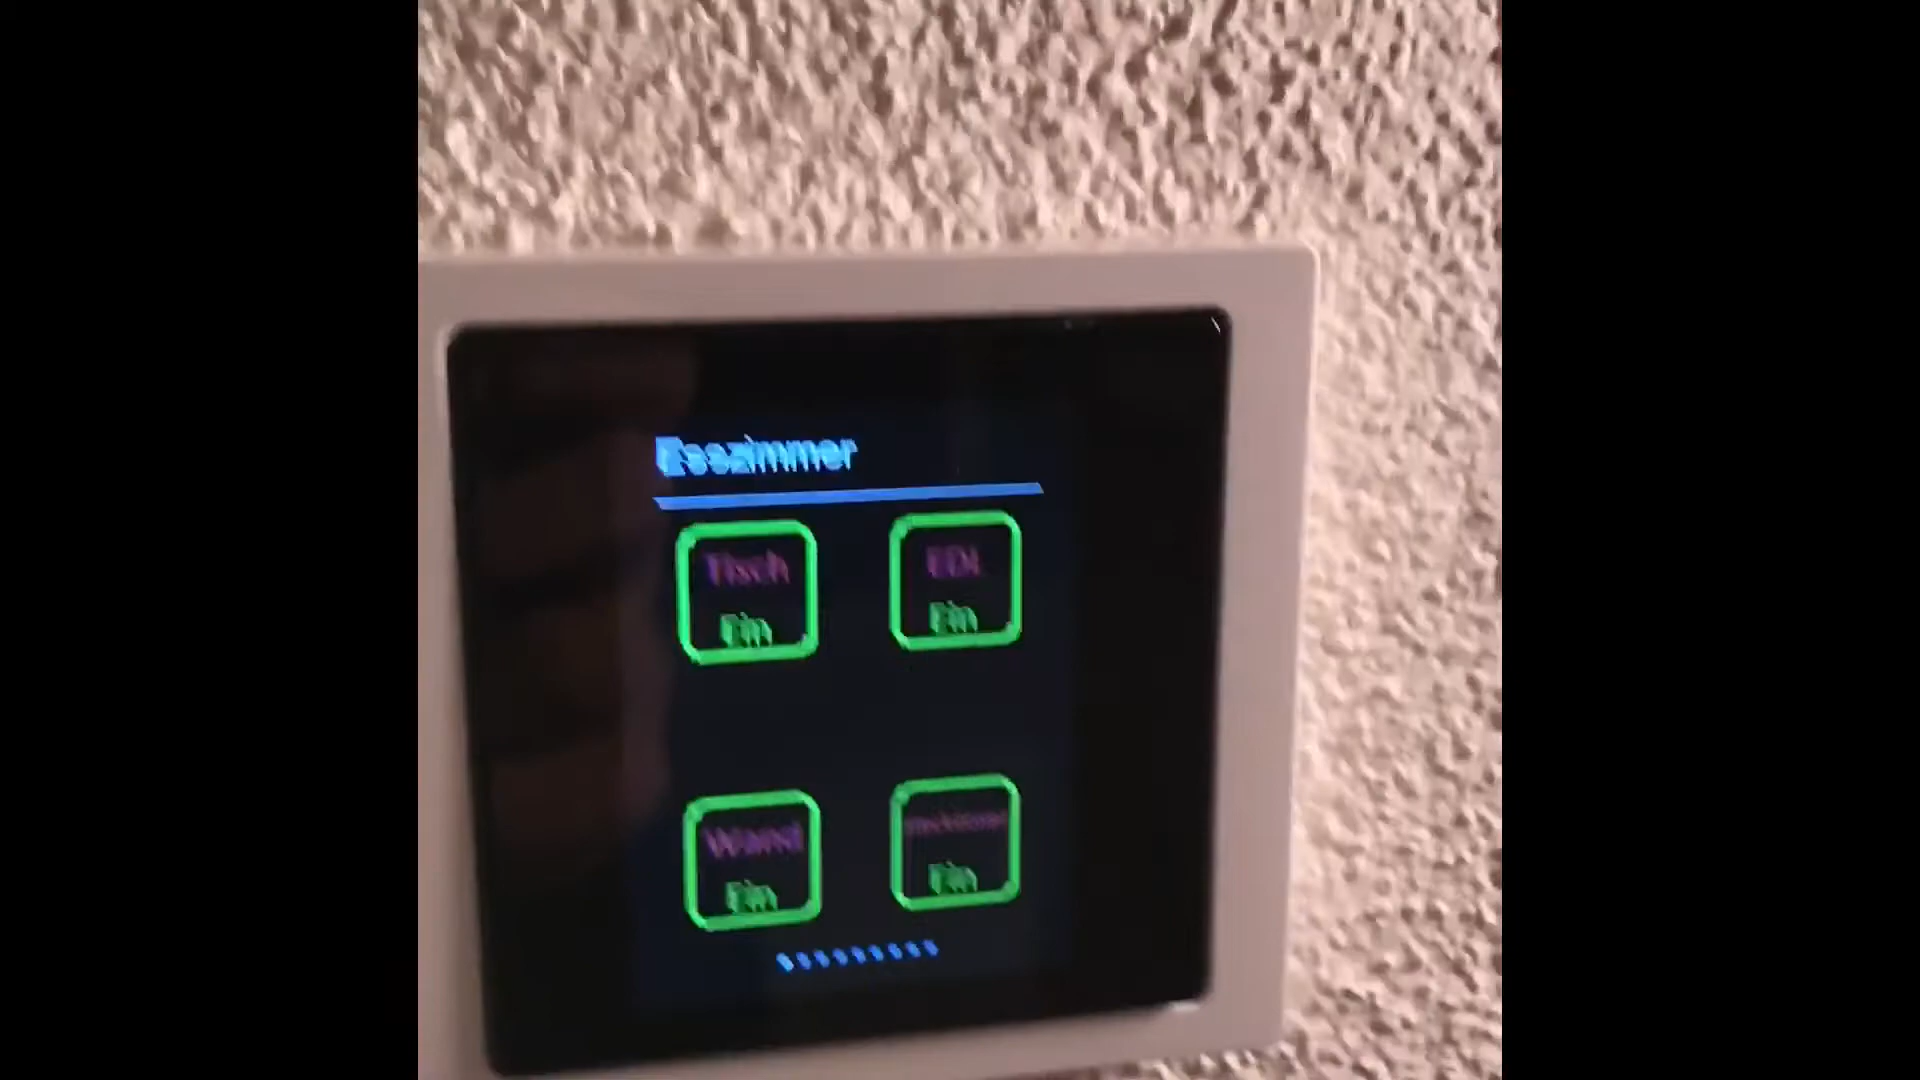 Esszimmer
Tisch
Ein
EDL
Ein
Wand
Ein
Ein